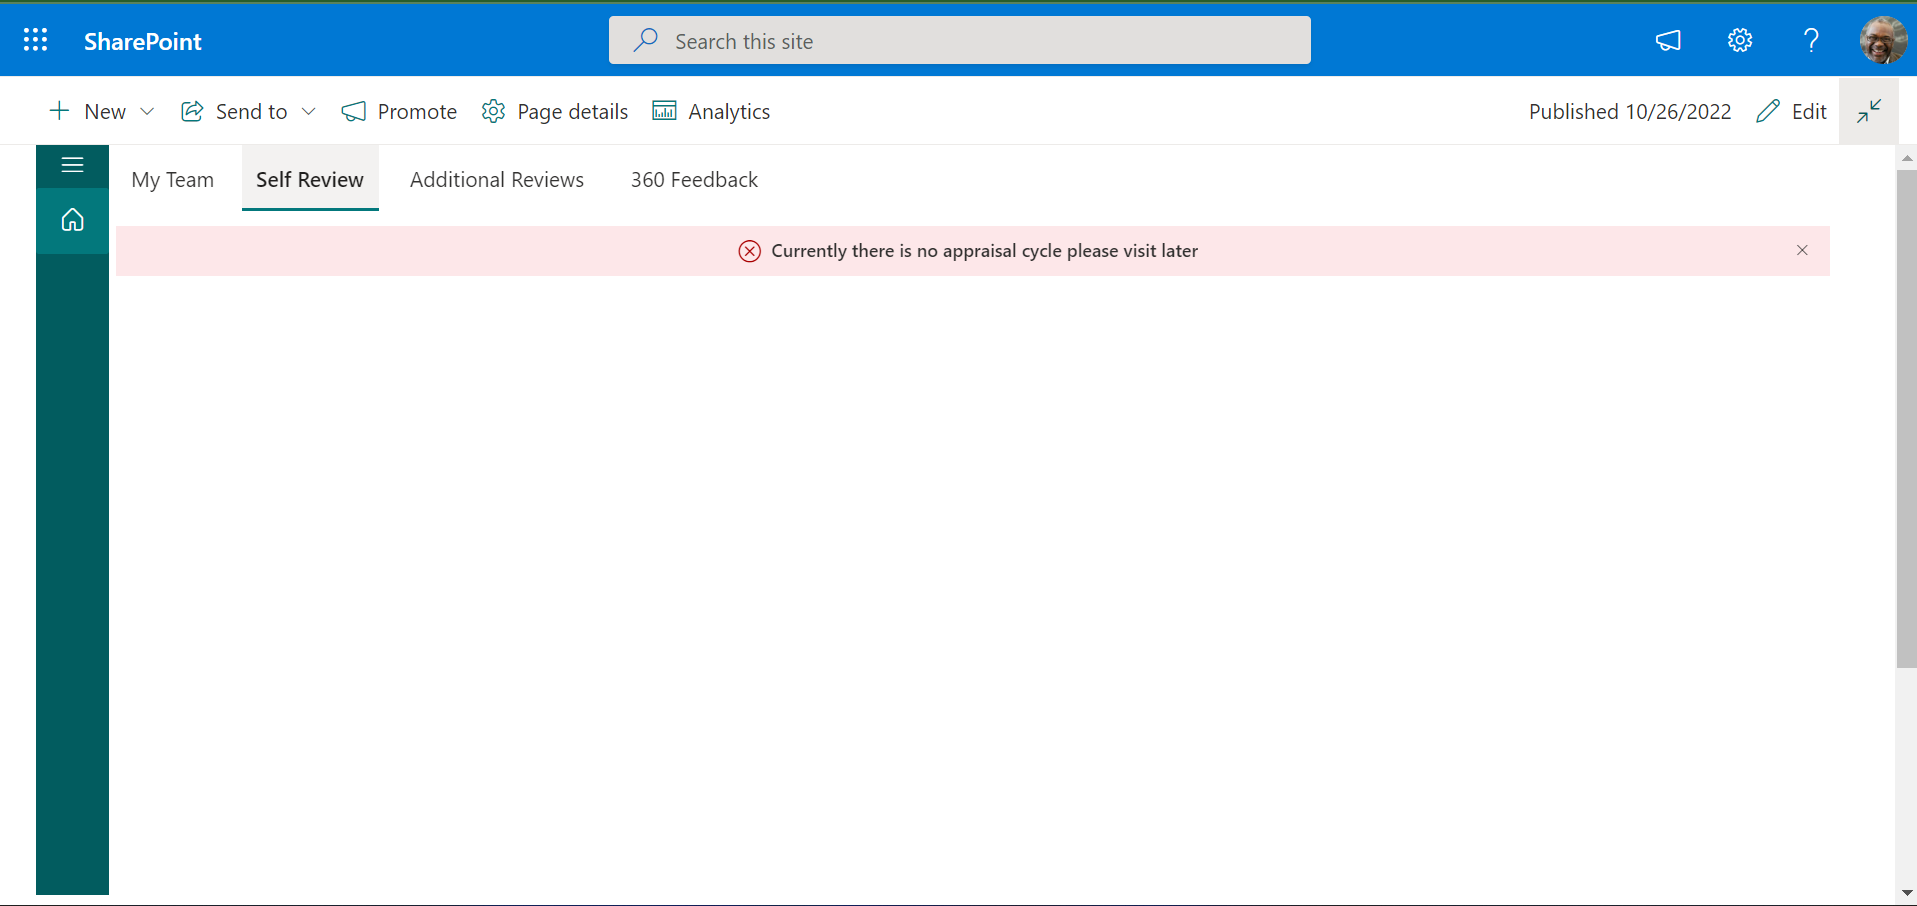 SharePoint
Search this site
New
Send to
Promote
Page details
Analytics
Published 10/26/2022
Edit
My Team
Self Review
Additional Reviews
360 Feedback
Currently there is no appraisal cycle please visit later